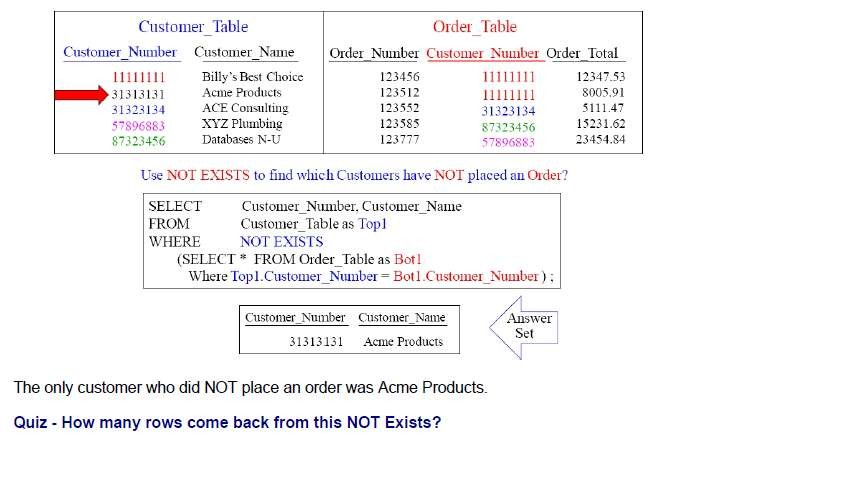 Customer_Table Order_Table
Customer_Number Customer_Name Order_Number Customer_Number Order_Total
11111111 Billy's Best Choice 123456 11111111 12347.53
31313131 Acme Products 123512 11111111 8005.91
31323134 ACE Consulting 123552 31323134 5111.47
57896883 XYZ Plumbing 123585 87323456 15231.62
87323456 Databases N-U 123777 57896883 23454.84
Use NOT EXISTS to find which Customers have NOT placed an Order?
SELECT Customer_Number, Customer_Name
FROM Customer_Table as Top1
WHERE NOT EXISTS
(SELECT * FROM Order_Table as Bot1
Where Top1.Customer_Number = Bot1.Customer_Number ) ;
Customer_Number Customer_Name
31313131 Acme Products
Answer
Set
The only customer who did NOT place an order was Acme Products.
Quiz - How many rows come back from this NOT Exists?